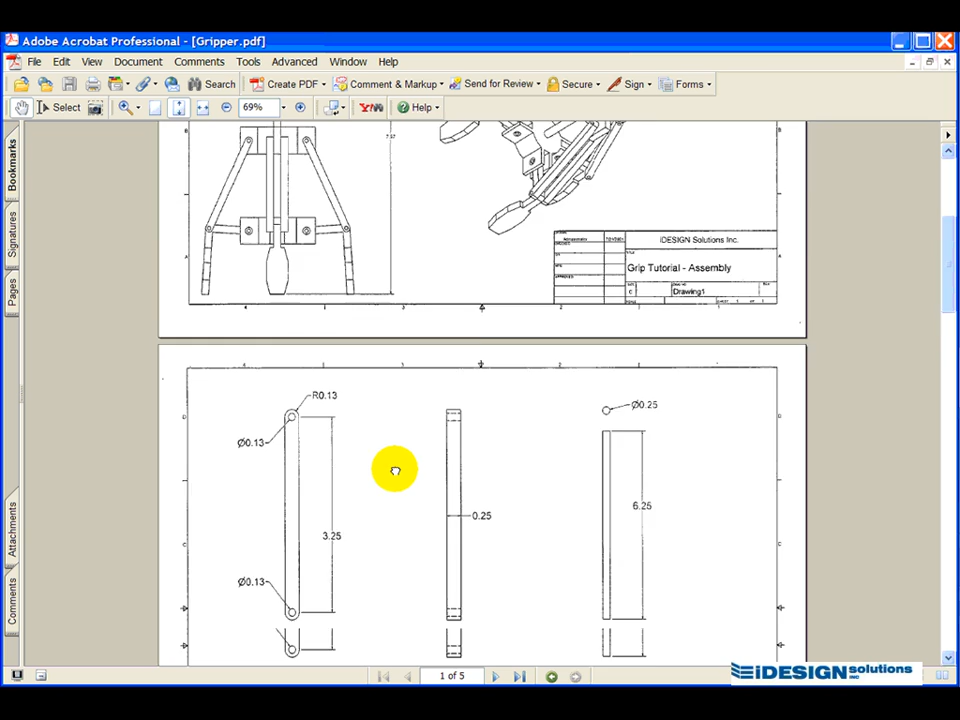 Adobe Acrobat Professional - [Gripper.pdf]
File Edit View Document Comments Tools Advanced Window Help
Search Create PDF Comment & Markup Send for Review Secure Sign Forms
Select 69% Y! Help
Bookmarks
Signatures
Pages
Attachments
Comments
iDESIGN Solutions Inc.
TITLE
Grip Tutorial - Assembly
C Drawing1
R0.13
Ø0.13
3.25
Ø0.13
0.25
Ø0.25
6.25
1 of 5
iDESIGN solutions
INC